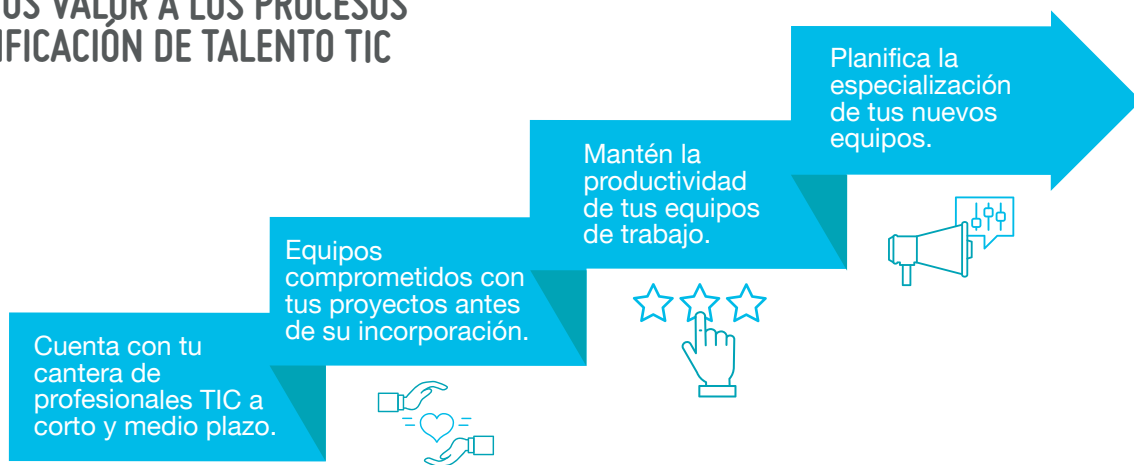 VALOR A LOS PROCESOS
DE TALENTO TIC
Planifica la
especialización
de tus nuevos
equipos.
Mantén la
productividad
de tus equipos
de trabajo.
Equipos
comprometidos con
tus proyectos antes
de su incorporación.
Cuenta con tu
cantera de
profesionales TIC a
corto y medio plazo.